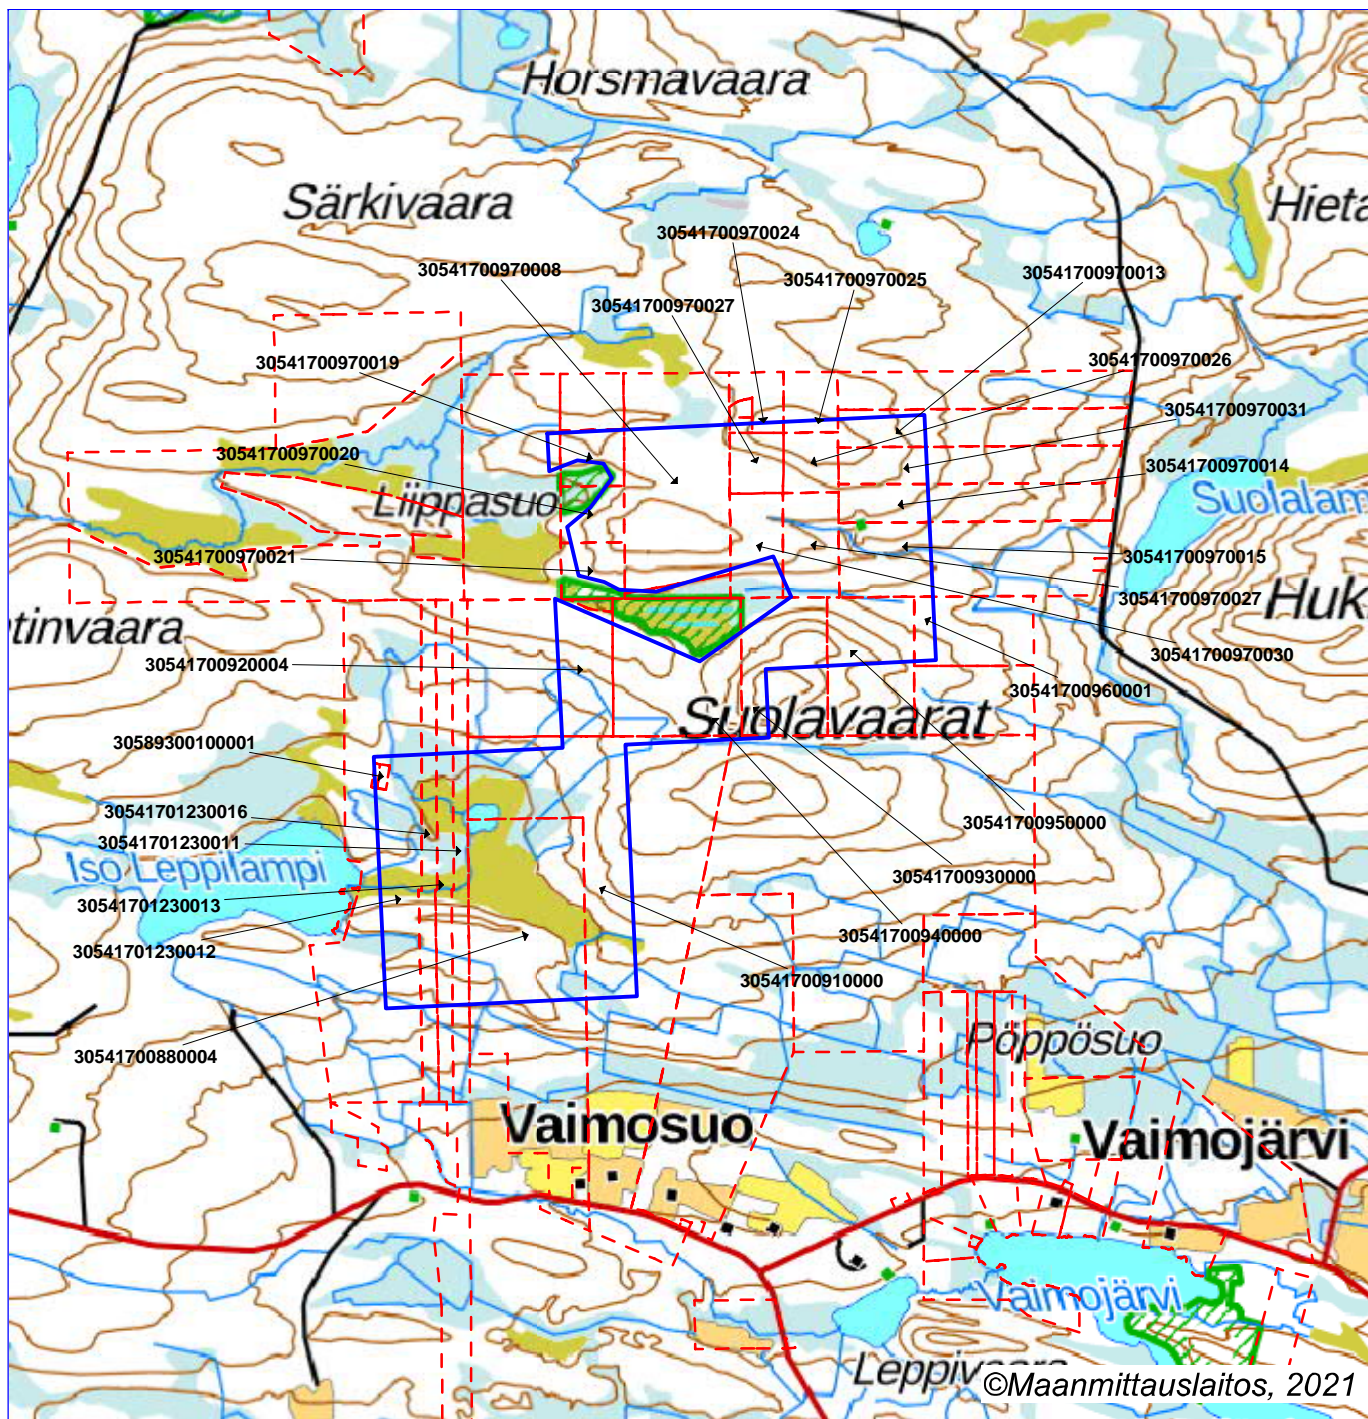 Horsmavaara
Särkivaara
Hieta
30541700970024
30541700970008
30541700970025
30541700970013
30541700970027
30541700970019
30541700970026
30541700970031
30541700970020
30541700970014
Liippasuo
Suolalam
30541700970021
30541700970015
30541700970027
Huk
tinvaara
30541700970030
30541700920004
30541700960001
Suolavaarat
30589300100001
30541701230016
30541700950000
30541701230011
Iso Leppilampi
30541700930000
30541701230013
30541700940000
30541701230012
30541700910000
Pöppösuo
30541700880004
Vaimosuo
Vaimojärvi
Vaimojärvi
Leppivaara
©Maanmittauslaitos, 2021